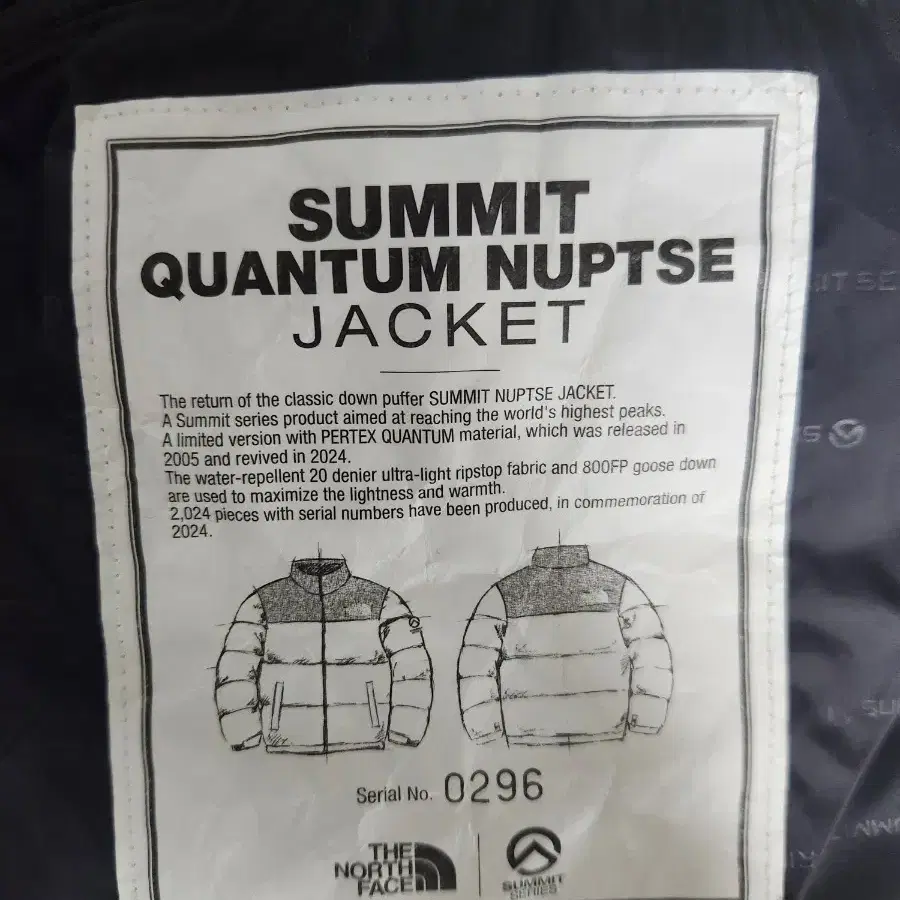 SUMMIT
QUANTUM NUPTSE
JACKET
The return of the classic down puffer SUMMIT NUPTSE JACKET.
A Summit series product aimed at reaching the world's highest peaks.
A limited version with PERTEX QUANTUM material, which was released in
2005 and revived in 2024.
The water-repellent 20 denier ultra-light ripstop fabric and 800FP goose down
are used to maximize the lightness and warmth.
2,024 pieces with serial numbers have been produced, in commemoration of
2024.
Serial No. 0296
THE
NORTH
FACE
SUMMIT
SERIES